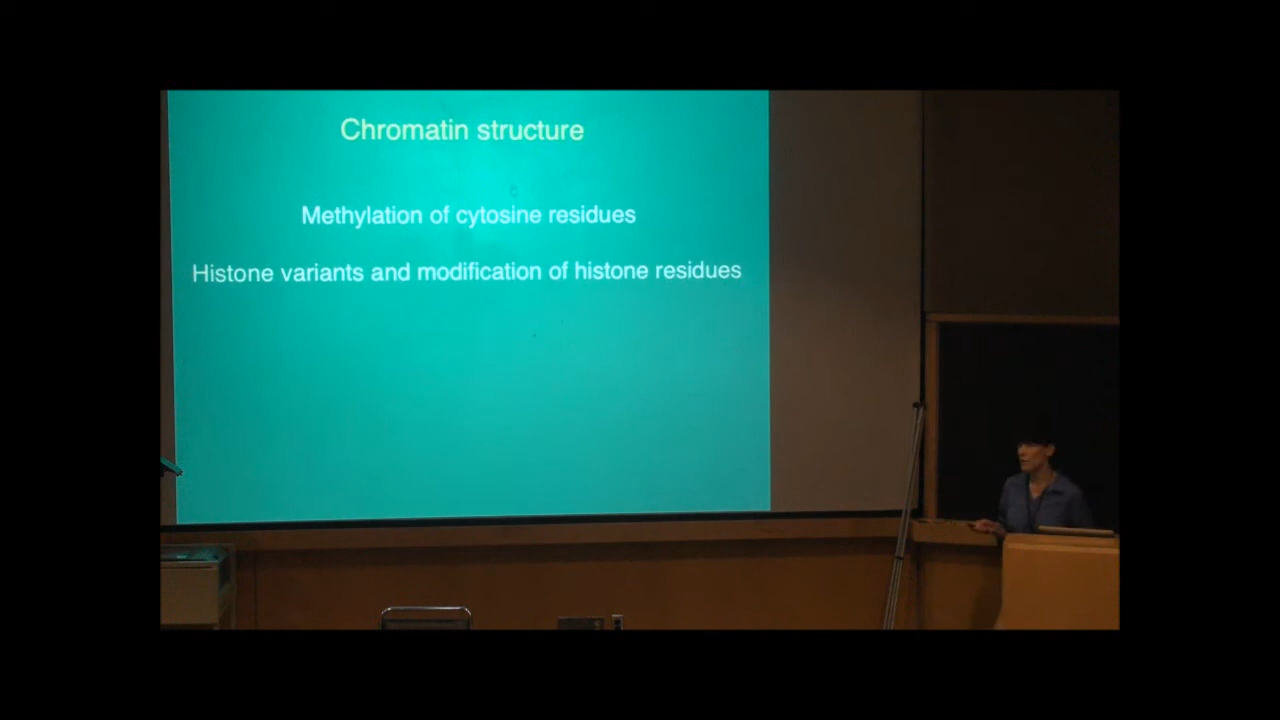 Chromatin structure
Methylation of cytosine residues
Histone variants and modification of histone residues